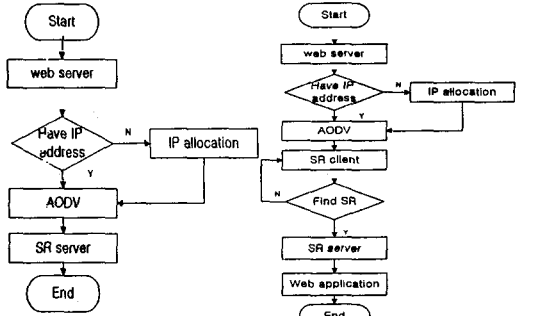 Start
web server
Have IP
address
N
IP allocation
Y
AODV
SR server
End
Start
web server
Have IP
address
N
IP allocation
Y
AODV
SR client
N
Find SR
Y
SR server
Web application
End